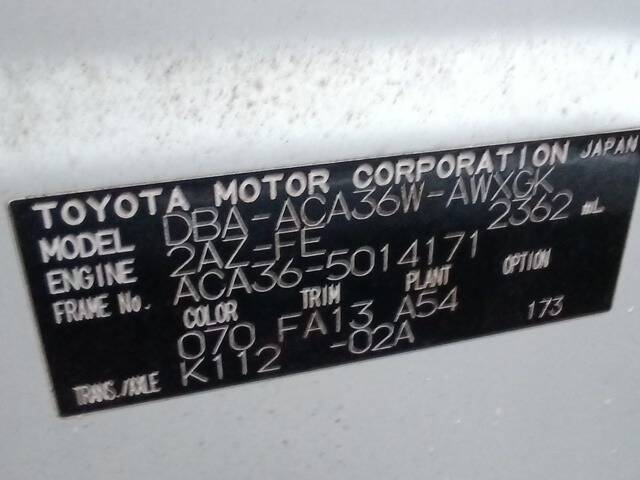 TOYOTA MOTOR CORPORATION JAPAN
MODEL DBA-ACA36W-AWXGK
ENGINE 2AZ-FE 2362 mL
FRAME No. ACA36-5014171
COLOR TRIM PLANT OPTION
070 FA13 A54 173
TRANS./AXLE K112 -02A